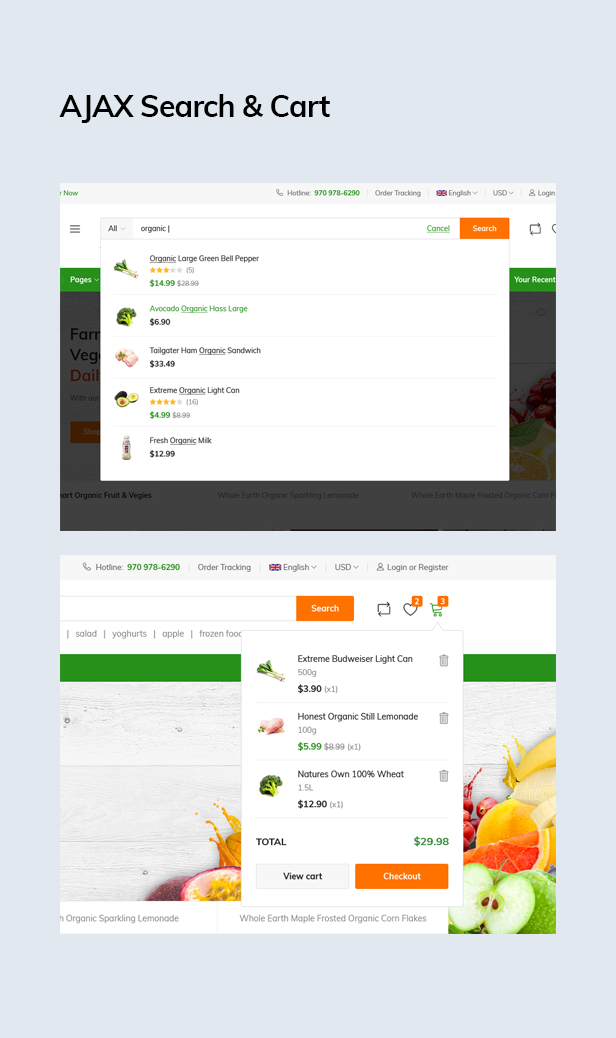 AJAX Search & Cart
r Now
Hotline: 970 978-6290
Order Tracking
English
USD
Login
All
organic |
Cancel
Search
Pages
Your Recent
Organic Large Green Bell Pepper
(5)
$14.99 $28.99
Avocado Organic Hass Large
$6.90
Tailgater Ham Organic Sandwich
$33.49
Extreme Organic Light Can
(16)
$4.99 $8.99
Fresh Organic Milk
$12.99
Farm
Vege
Dail
With our
Shop
mart Organic Fruit & Vegies
Whole Earth Organic Sparkling Lemonade
Whole Earth Maple Frosted Organic Corn Fl
Hotline: 970 978-6290
Order Tracking
English
USD
Login or Register
Search
2
3
| salad | yoghurts | apple | frozen food
Extreme Budweiser Light Can
500g
$3.90 (x1)
Honest Organic Still Lemonade
100g
$5.99 $8.99 (x1)
Natures Own 100% Wheat
1.5L
$12.90 (x1)
TOTAL
$29.98
View cart
Checkout
h Organic Sparkling Lemonade
Whole Earth Maple Frosted Organic Corn Flakes